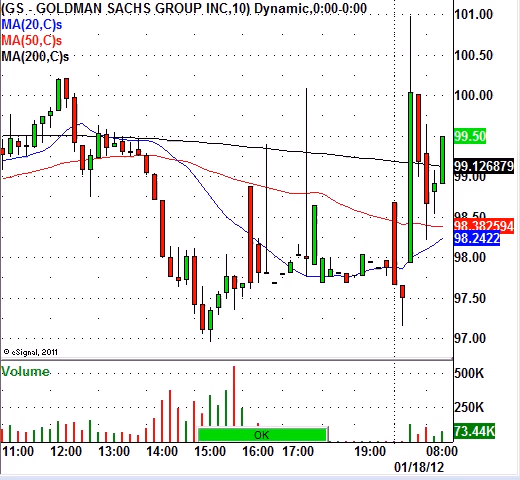 (GS - GOLDMAN SACHS GROUP INC,10) Dynamic,0:00-0:00
MA(20,C)s
MA(50,C)s
MA(200,C)s
101.00
100.50
100.00
99.50
99.126879
99.00
98.50
98.382594
98.2422
98.00
97.50
97.00
© eSignal, 2011
Volume
500K
250K
73.44K
OK
11:00 12:00 13:00 14:00 15:00 16:00 17:00 19:00 08:00
01/18/12